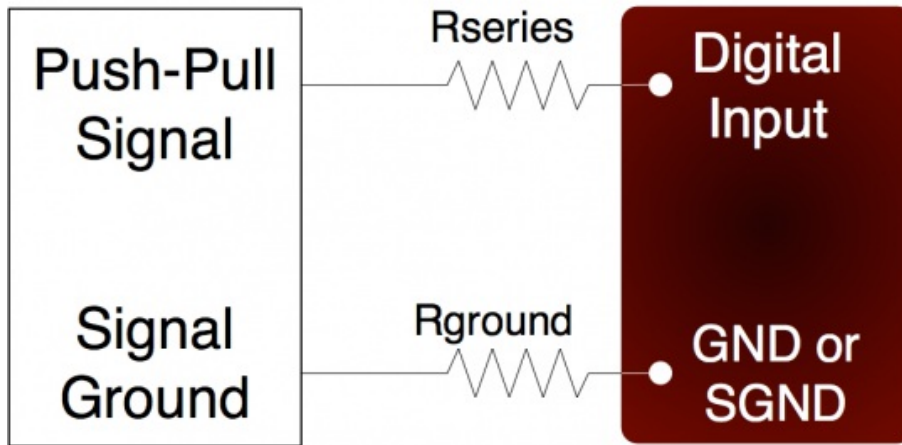 Rseries
Push-Pull
Signal
Digital
Input
Rground
Signal
Ground
GND or
SGND